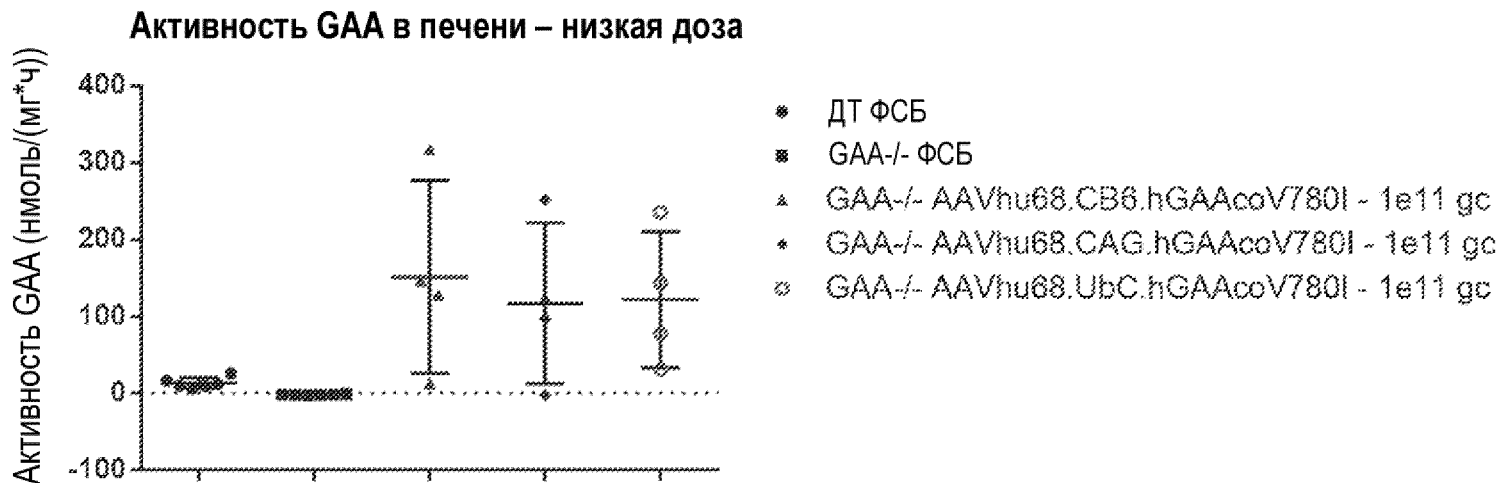 Активность GAA в печени – низкая доза
Активность GAA (нмоль/(мг*ч))
400
300
200
100
0
-100
ДТ ФСБ
GAA-/- ФСБ
GAA-/- AAVhu68.CB6.hGAAcoV780I - 1e11 gc
GAA-/- AAVhu68.CAG.hGAAcoV780I - 1e11 gc
GAA-/- AAVhu68.UbC.hGAAcoV780I - 1e11 gc